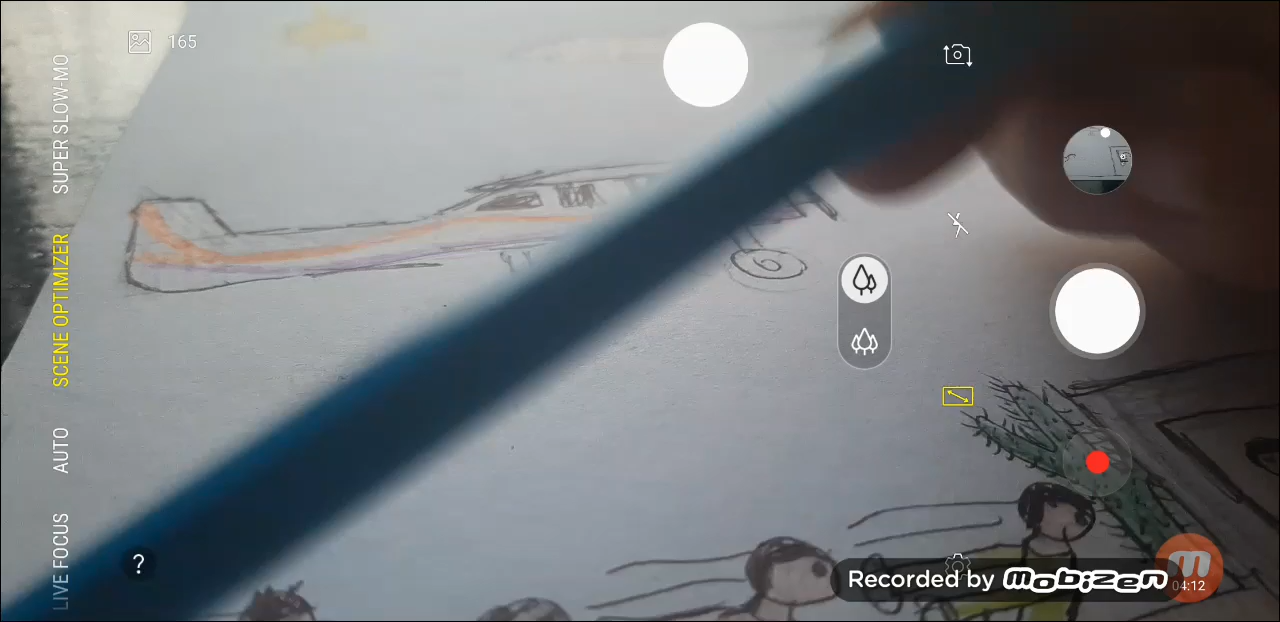 165
SUPER SLOW-MO
SCENE OPTIMIZER
AUTO
LIVE FOCUS
?
Recorded by Mobizen
04:12